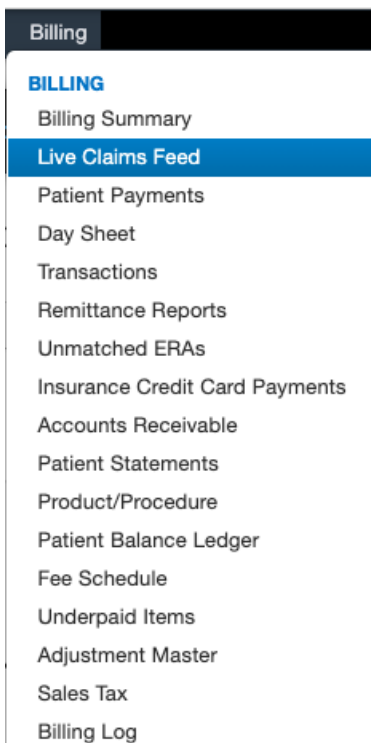 Billing
BILLING
Billing Summary
Live Claims Feed
Patient Payments
Day Sheet
Transactions
Remittance Reports
Unmatched ERAs
Insurance Credit Card Payments
Accounts Receivable
Patient Statements
Product/Procedure
Patient Balance Ledger
Fee Schedule
Underpaid Items
Adjustment Master
Sales Tax
Billing Log